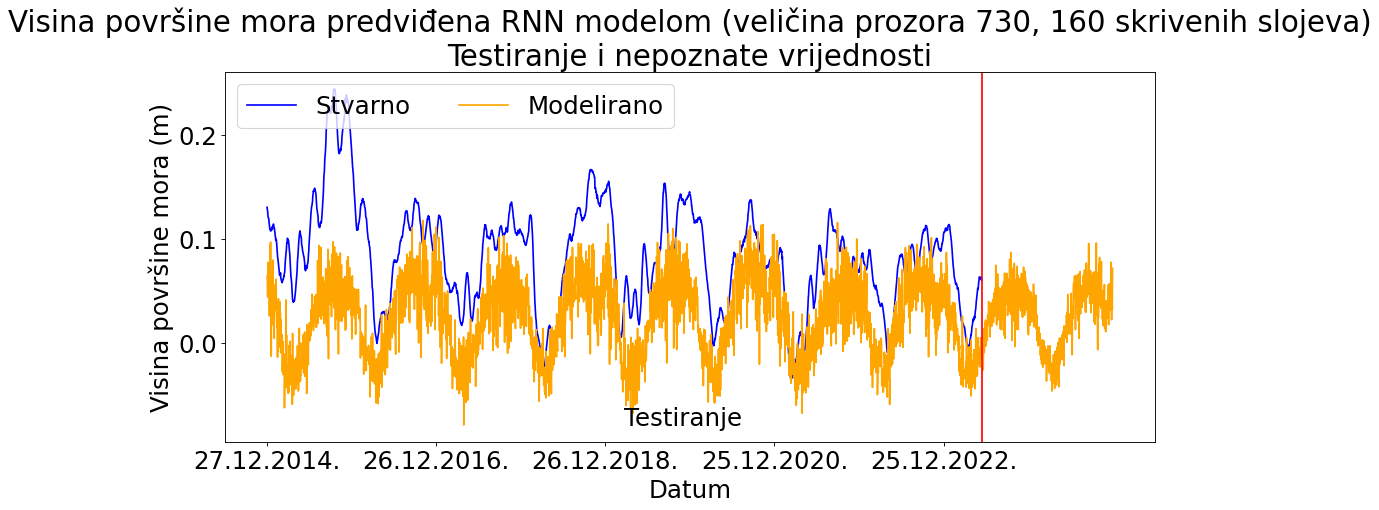 Visina površine mora predviđena RNN modelom (veličina prozora 730, 160 skrivenih slojeva)
Testiranje i nepoznate vrijednosti
Stvarno
Modelirano
Visina površine mora (m)
0.2
0.1
0.0
Testiranje
27.12.2014.
26.12.2016.
26.12.2018.
25.12.2020.
25.12.2022.
Datum